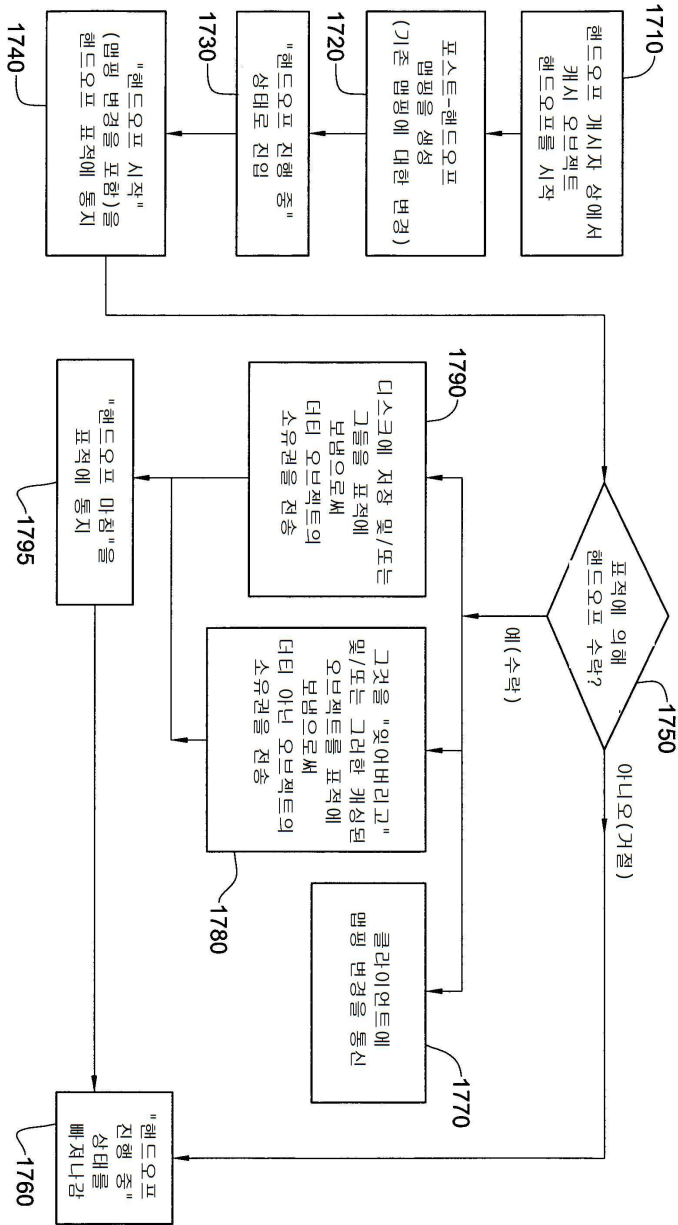 1710
핸드오프 개시자 상에서
캐시 오브젝트
핸드오프를 시작
1720
포스트-핸드오프
맵핑을 생성
(기존 맵핑에 대한 변경)
1730
"핸드오프 진행 중"
상태로 진입
1740
"핸드오프 시작"
(맵핑 변경을 포함)을
핸드오프 표적에 통지
표적에 의해
핸드오프 수락?
1750
예(수락)
아니오(거절)
1790
디스크에 저장 및/또는
그들을 표적에
보냄으로써
더티 오브젝트의
소유권을 전송
그것을 "잊어버리고"
및/또는 그러한 캐싱된
오브젝트를 표적에
보냄으로써
더티 아닌 오브젝트의
소유권을 전송
1780
클라이언트에
맵핑 변경을 통신
1770
"핸드오프 마침"을
표적에 통지
1795
"핸드오프
진행 중"
상태를
빠져나감
1760